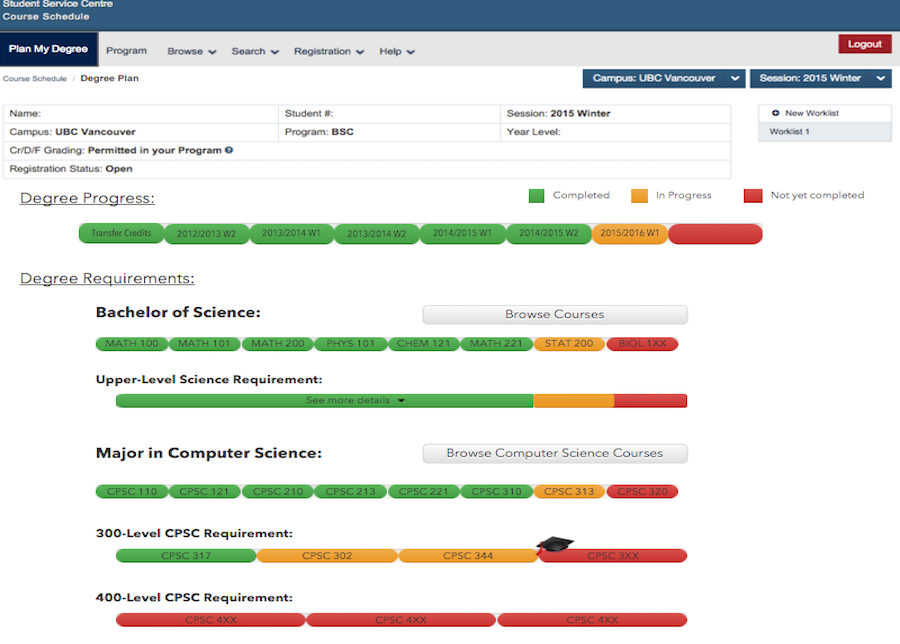 Student Service Centre
Course Schedule
Plan My Degree Program Browse Search Registration Help Logout
Course Schedule / Degree Plan Campus: UBC Vancouver Session: 2015 Winter
Name: Student #: Session: 2015 Winter New Worklist
Campus: UBC Vancouver Program: BSC Year Level: Worklist 1
Cr/D/F Grading: Permitted in your Program ?
Registration Status: Open
Degree Progress: Completed In Progress Not yet completed
Transfer Credits 2012/2013 W2 2013/2014 W1 2013/2014 W2 2014/2015 W1 2014/2015 W2 2015/2016 W1
Degree Requirements:
Bachelor of Science: Browse Courses
MATH 100 MATH 101 MATH 200 PHYS 101 CHEM 121 MATH 221 STAT 200 BIOL 1XX
Upper-Level Science Requirement:
See more details
Major in Computer Science: Browse Computer Science Courses
CPSC 110 CPSC 121 CPSC 210 CPSC 213 CPSC 221 CPSC 310 CPSC 313 CPSC 320
300-Level CPSC Requirement:
CPSC 317 CPSC 302 CPSC 344 CPSC 3XX
400-Level CPSC Requirement:
CPSC 4XX CPSC 4XX CPSC 4XX